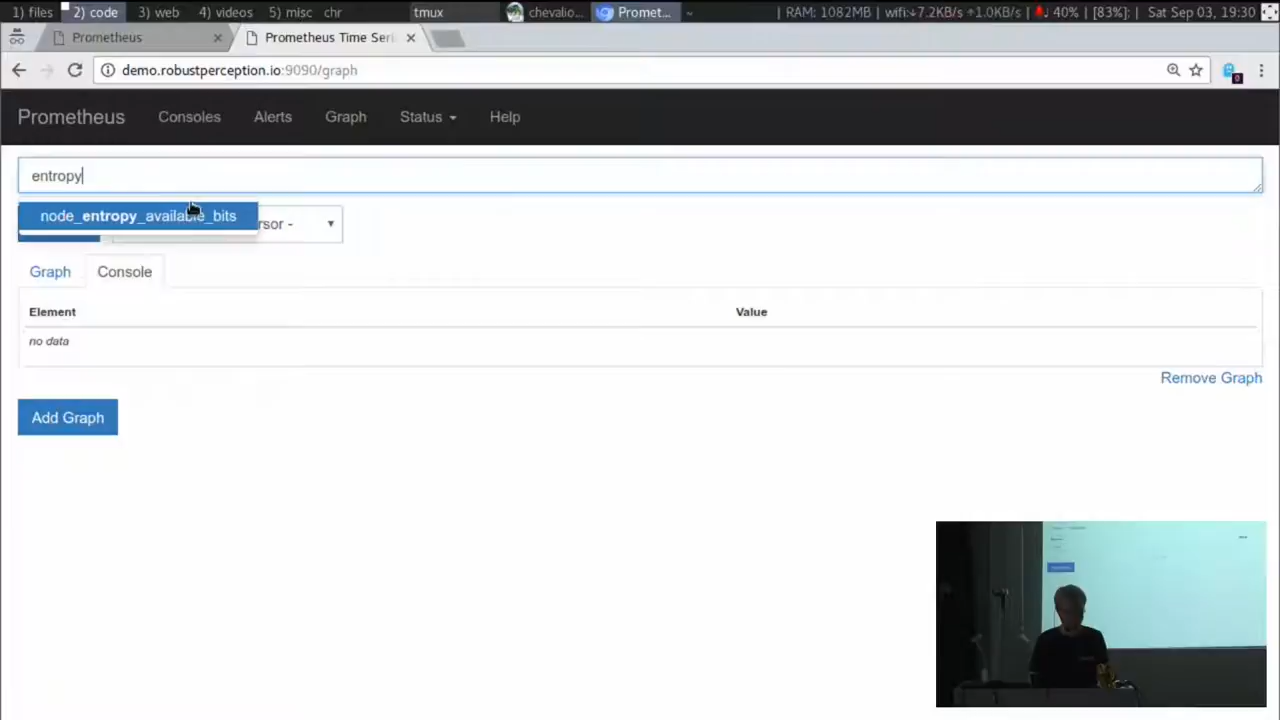 1) files 2) code 3) web 4) videos 5) misc chr tmux chevalio... Promet... | RAM: 1082MB | wifi:↓7.2KB/s ↑1.0KB/s | 40% | [83%]: | Sat Sep 03, 19:30
Prometheus × Prometheus Time Seri ×
demo.robustperception.io:9090/graph
0
Prometheus Consoles Alerts Graph Status Help
entropy
node_entropy_available_bits
rsor -
Graph Console
Element Value
no data
Remove Graph
Add Graph